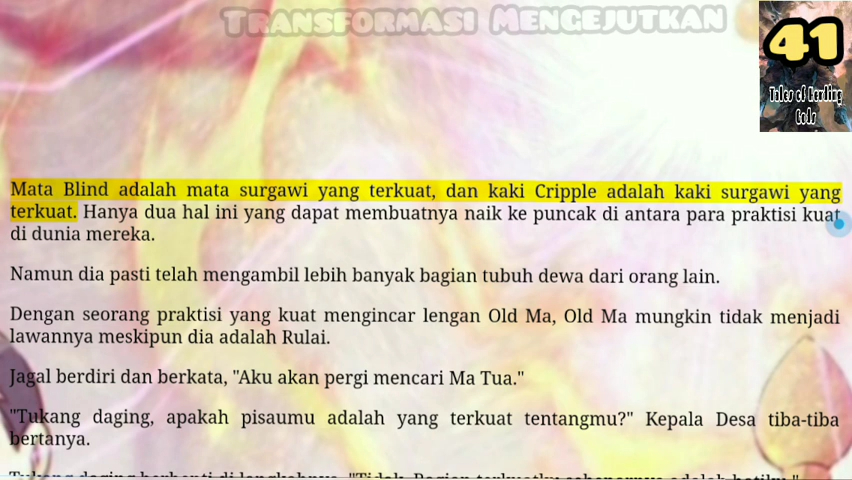 Transformasi Mengejutkan
41
Tales of Herding
Gods
Mata Blind adalah mata surgawi yang terkuat, dan kaki Cripple adalah kaki surgawi yang
terkuat. Hanya dua hal ini yang dapat membuatnya naik ke puncak di antara para praktisi kuat
di dunia mereka.
Namun dia pasti telah mengambil lebih banyak bagian tubuh dewa dari orang lain.
Dengan seorang praktisi yang kuat mengincar lengan Old Ma, Old Ma mungkin tidak menjadi
lawannya meskipun dia adalah Rulai.
Jagal berdiri dan berkata, "Aku akan pergi mencari Ma Tua."
"Tukang daging, apakah pisaumu adalah yang terkuat tentangmu?" Kepala Desa tiba-tiba
bertanya.